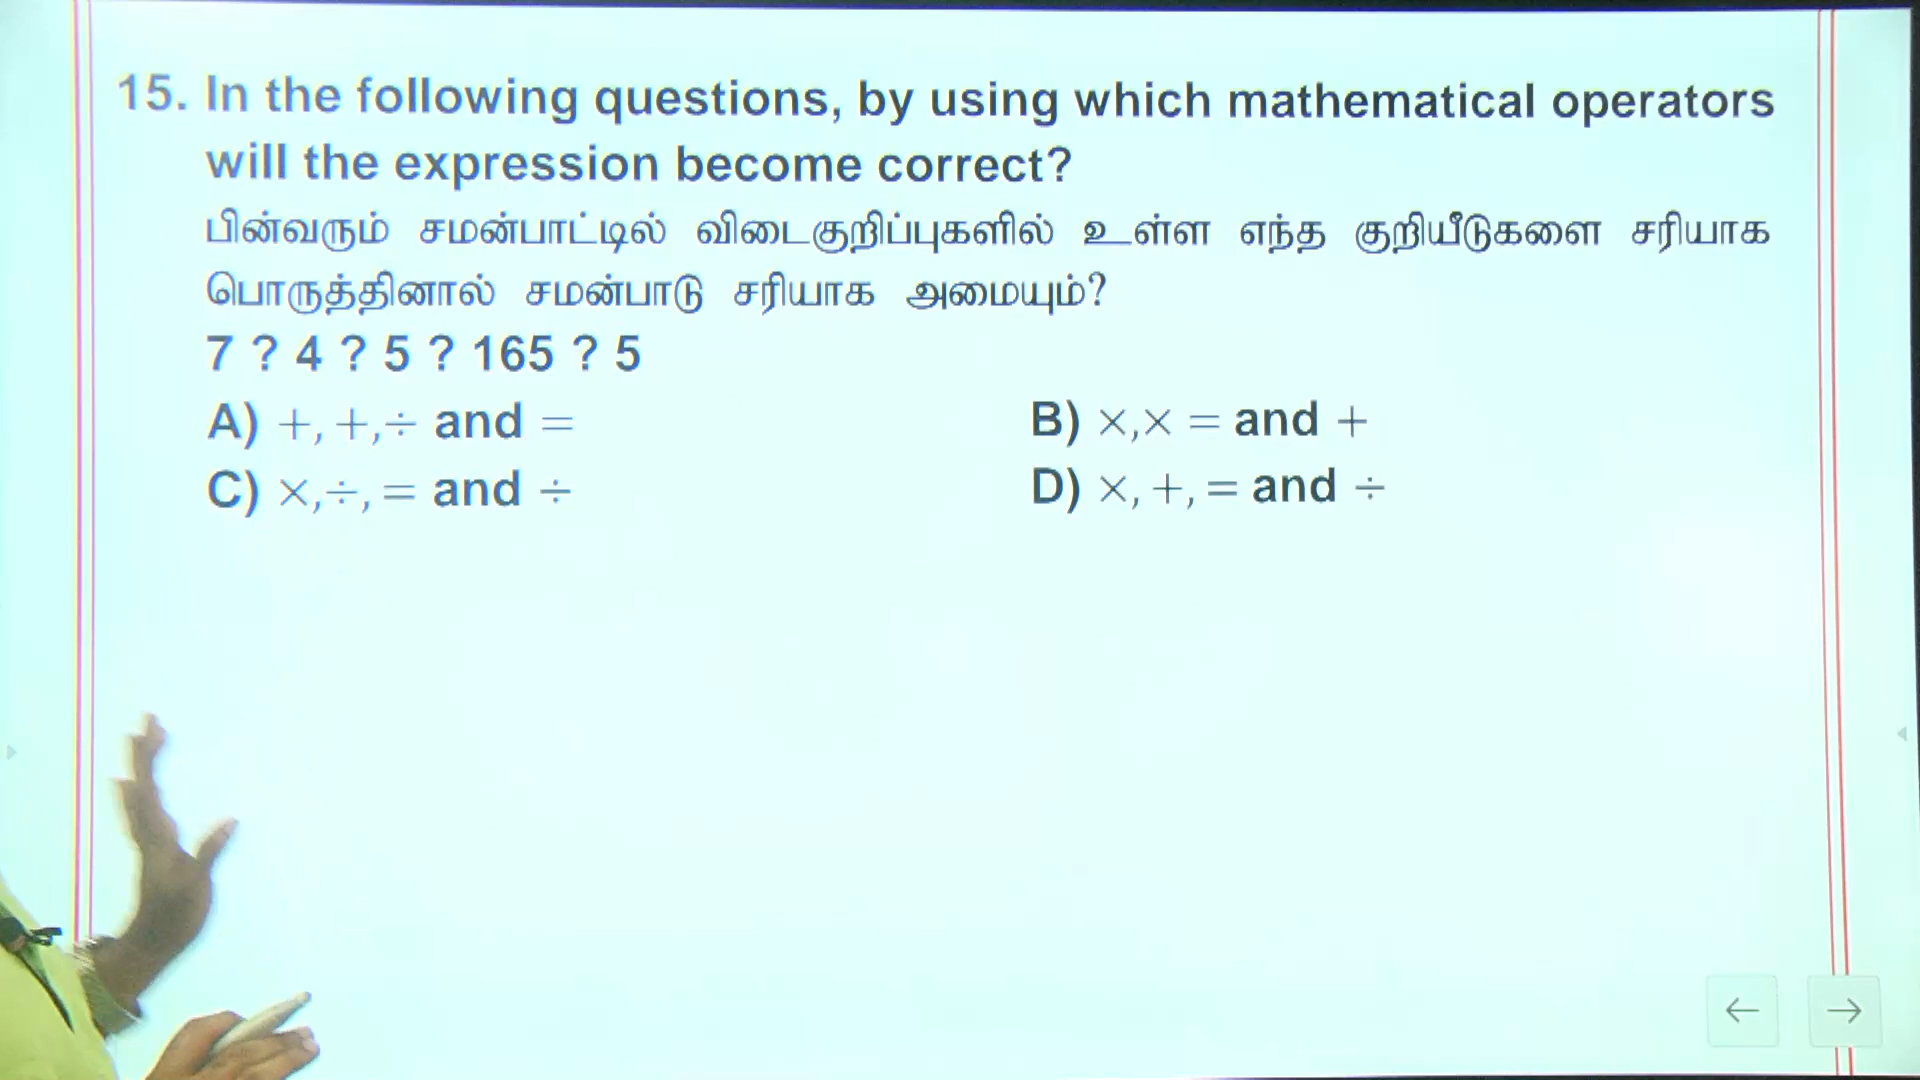 15. In the following questions, by using which mathematical operators
will the expression become correct?
பின்வரும் சமன்பாட்டில் விடைகுறிப்புகளில் உள்ள எந்த குறியீடுகளை சரியாக
பொருத்தினால் சமன்பாடு சரியாக அமையும்?
7 ? 4 ? 5 ? 165 ? 5
A) +, +,÷ and =
B) ×,× = and +
C) ×,÷, = and ÷
D) ×, +, = and ÷